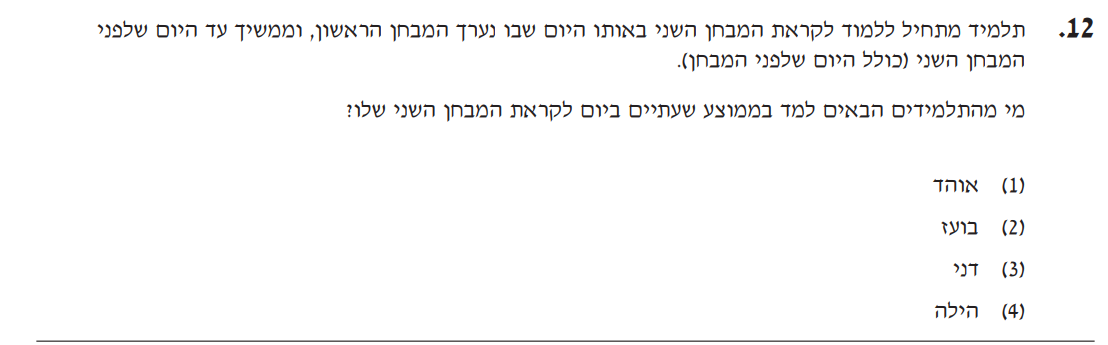 12. תלמיד מתחיל ללמוד לקראת המבחן השני באותו היום שבו נערך המבחן הראשון, וממשיך עד היום שלפני
המבחן השני (כולל היום שלפני המבחן).
מי מהתלמידים הבאים למד בממוצע שעתיים ביום לקראת המבחן השני שלו?
(1) אוהד
(2) בועז
(3) דני
(4) הילה